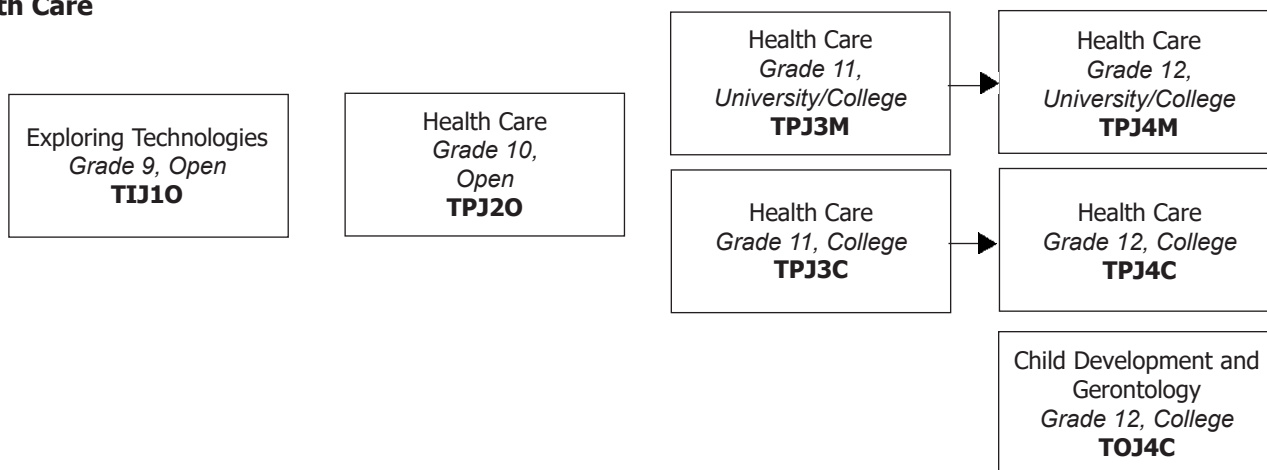 th Care
Exploring Technologies
Grade 9, Open
TIJ1O
Health Care
Grade 10,
Open
TPJ2O
Health Care
Grade 11,
University/College
TPJ3M
Health Care
Grade 12,
University/College
TPJ4M
Health Care
Grade 11, College
TPJ3C
Health Care
Grade 12, College
TPJ4C
Child Development and
Gerontology
Grade 12, College
TOJ4C